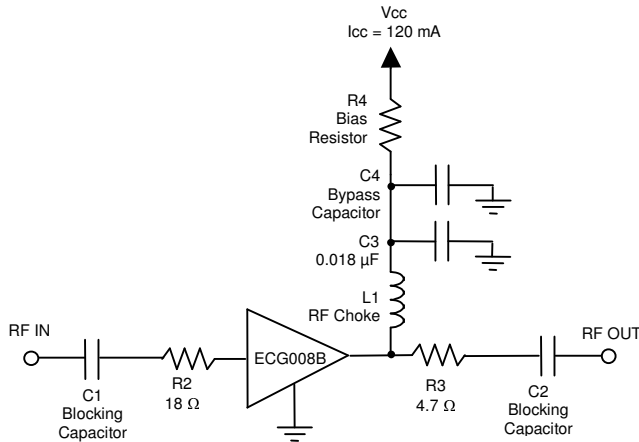 Vcc
Icc = 120 mA
R4
Bias
Resistor
C4
Bypass
Capacitor
C3
0.018 µF
L1
RF Choke
RF IN
RF OUT
ECG008B
C1
Blocking
Capacitor
R2
18 Ω
R3
4.7 Ω
C2
Blocking
Capacitor